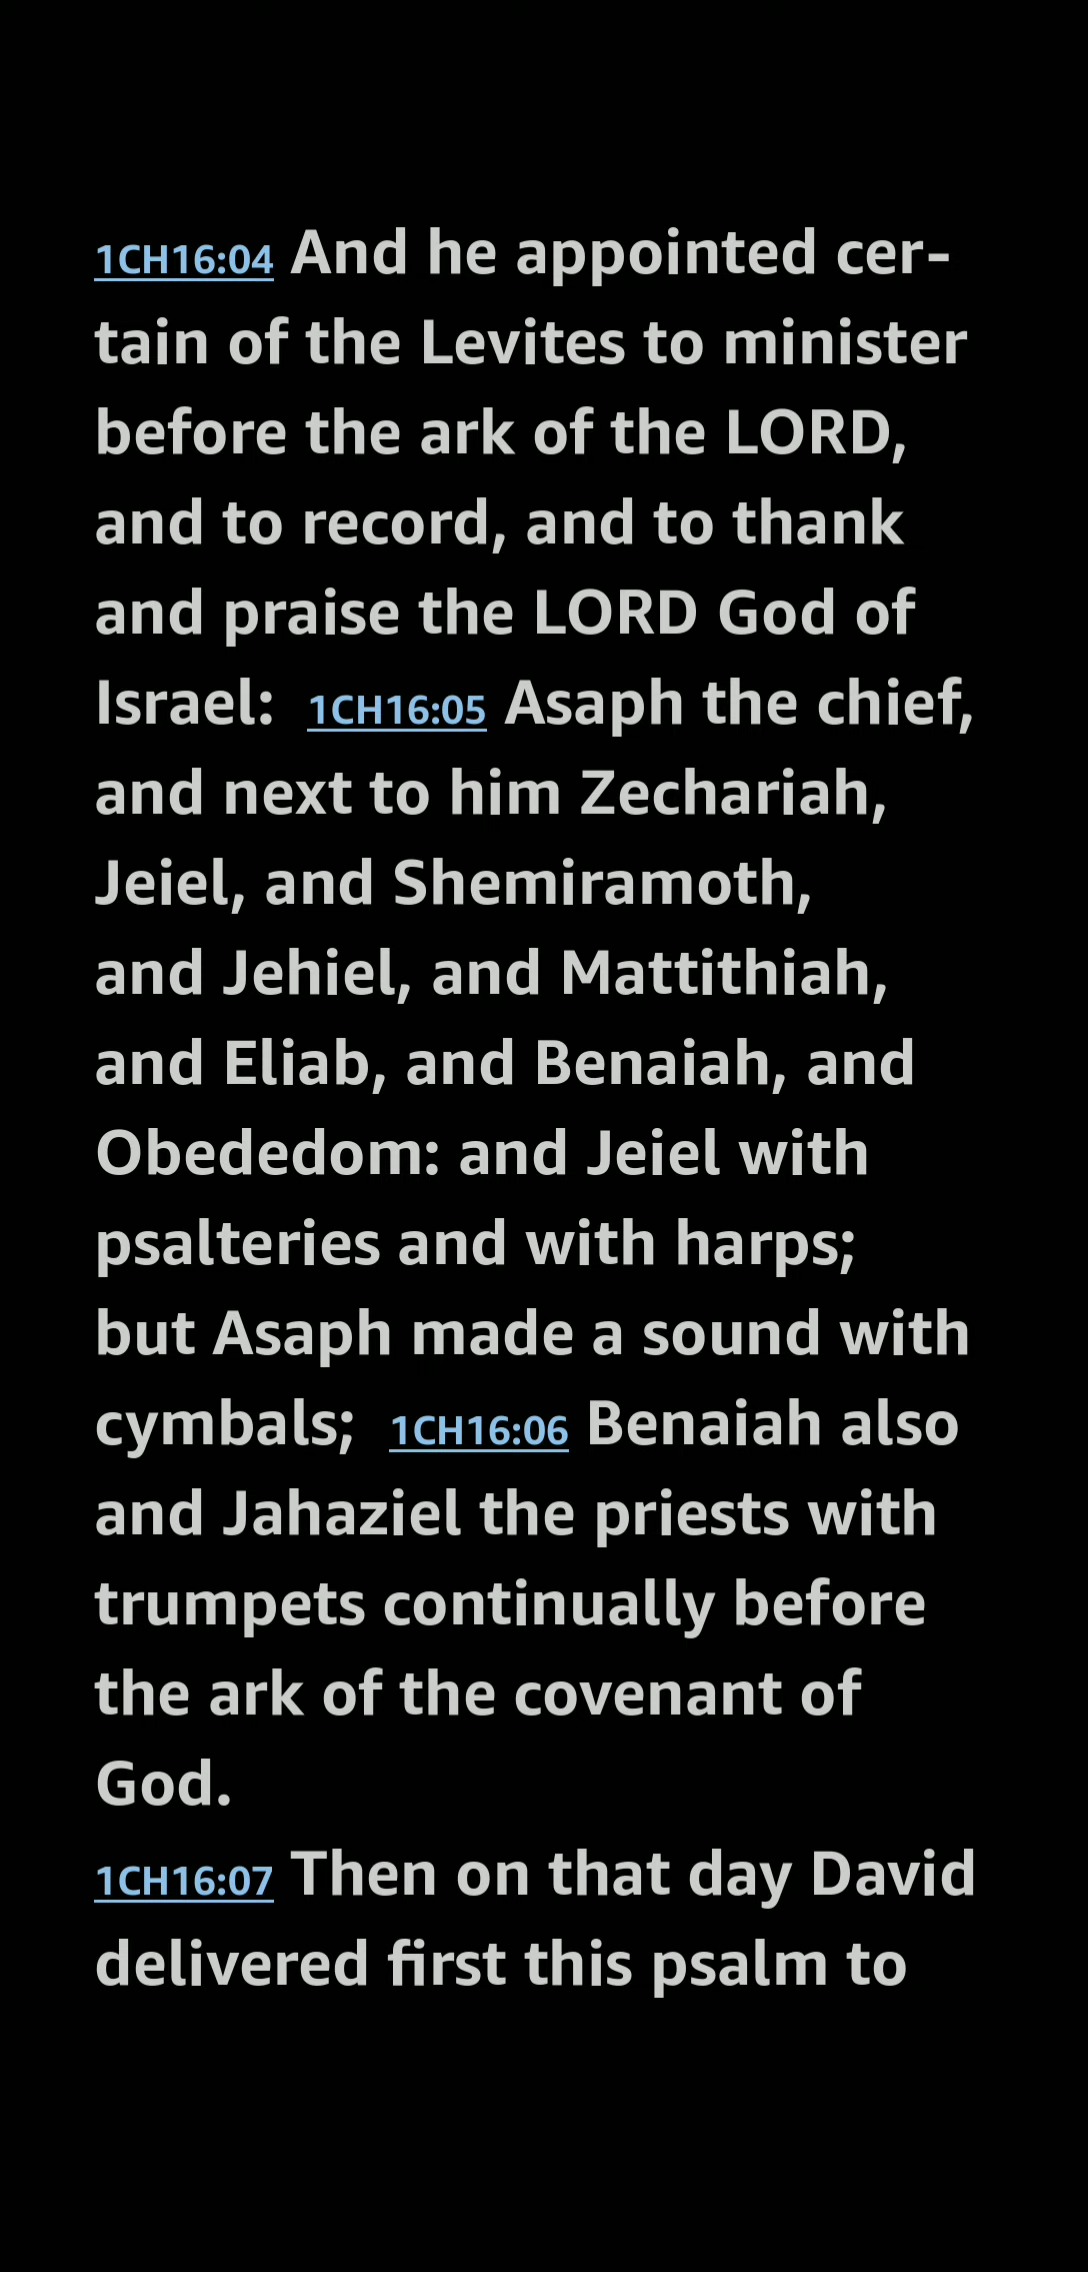 1CH16:04 And he appointed cer-
tain of the Levites to minister
before the ark of the LORD,
and to record, and to thank
and praise the LORD God of
Israel: 1CH16:05 Asaph the chief,
and next to him Zechariah,
Jeiel, and Shemiramoth,
and Jehiel, and Mattithiah,
and Eliab, and Benaiah, and
Obededom: and Jeiel with
psalteries and with harps;
but Asaph made a sound with
cymbals; 1CH16:06 Benaiah also
and Jahaziel the priests with
trumpets continually before
the ark of the covenant of
God.
1CH16:07 Then on that day David
delivered first this psalm to